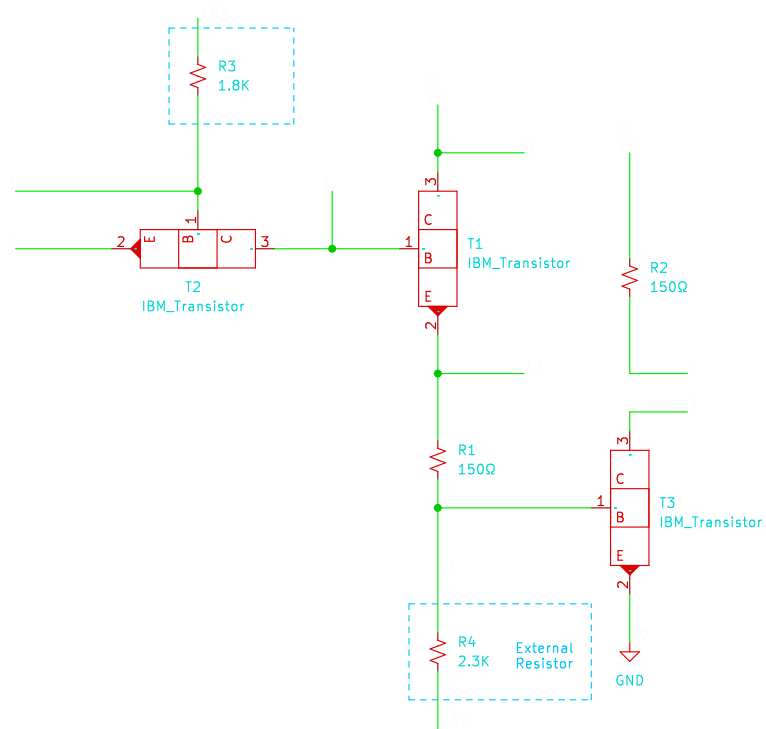 R3
1.8K
1
2
E
B
C
3
T2
IBM_Transistor
3
C
1
B
E
2
T1
IBM_Transistor
R2
150Ω
R1
150Ω
3
C
1
B
E
2
T3
IBM_Transistor
R4
2.3K
External
Resistor
GND